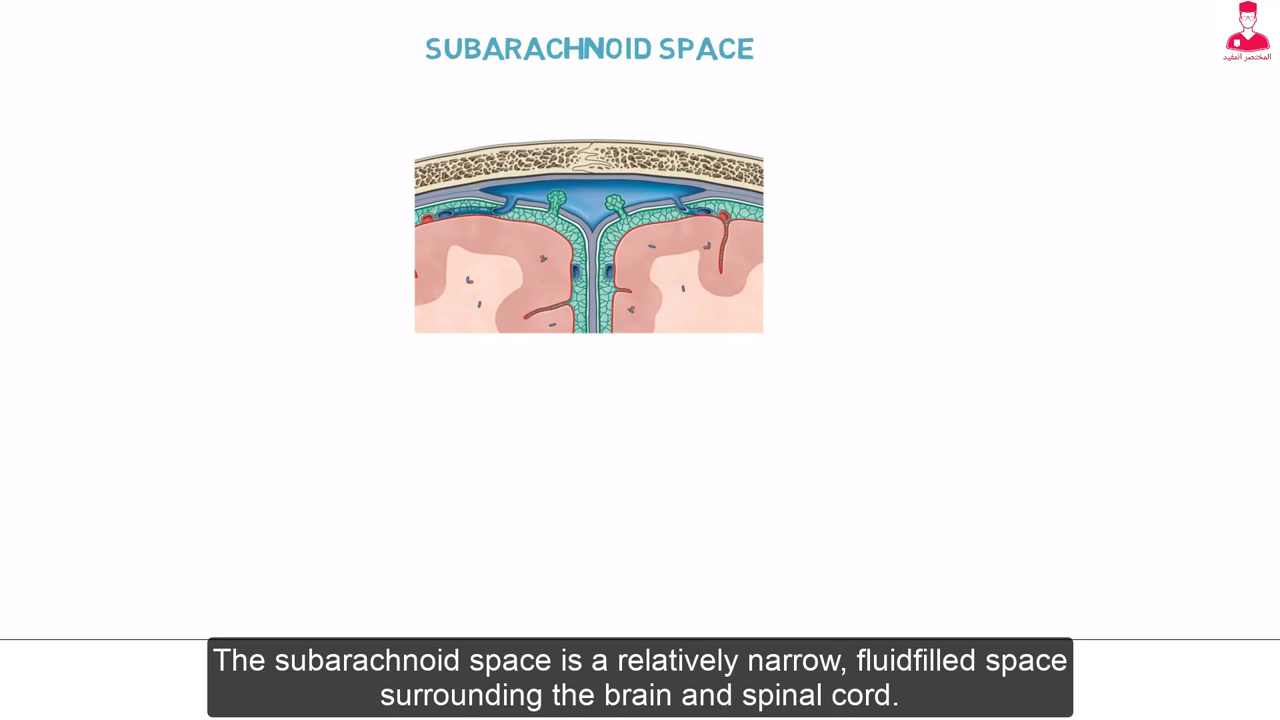 SUBARACHNOID SPACE
المختصر المفيد
The subarachnoid space is a relatively narrow, fluidfilled space
surrounding the brain and spinal cord.